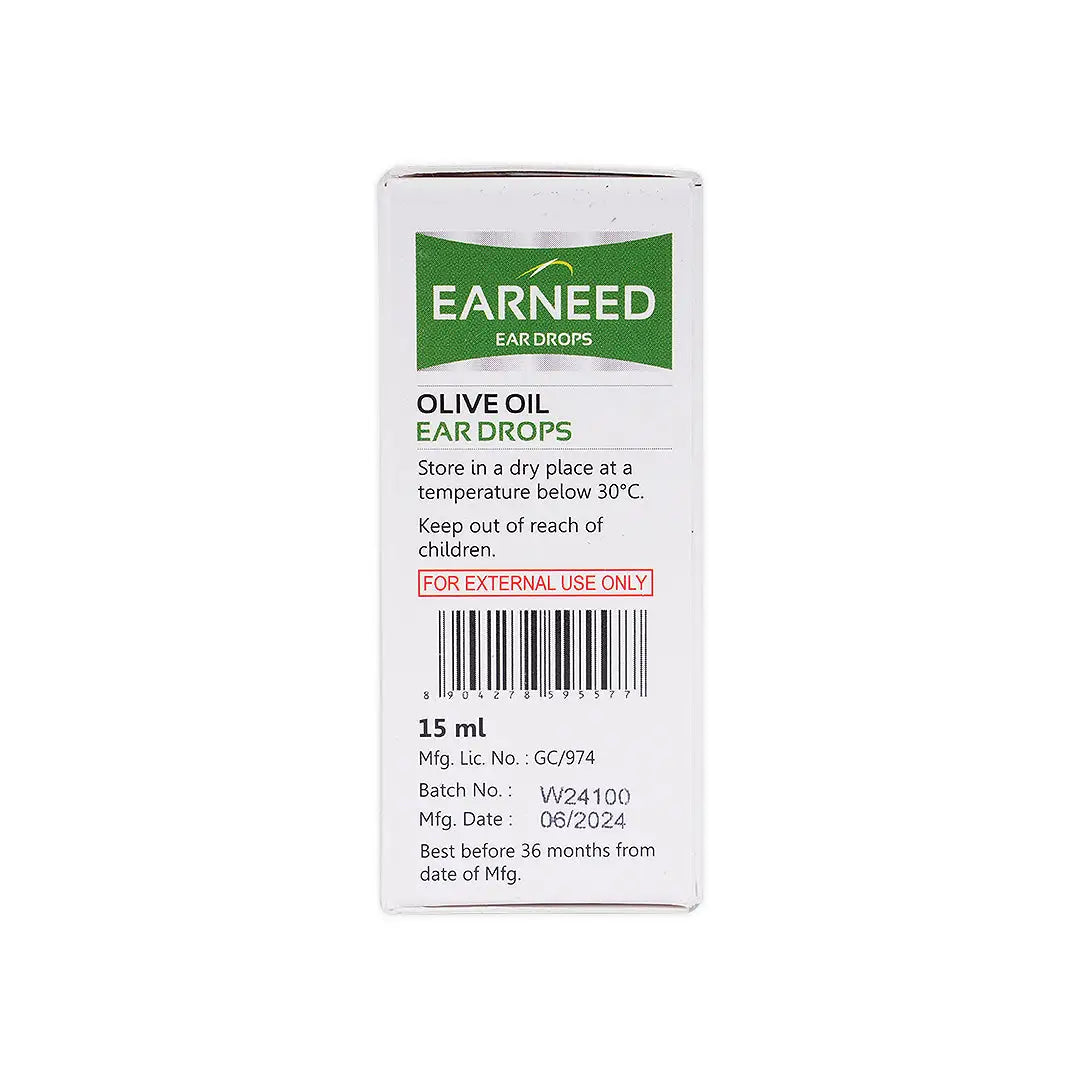 EARNEED
EAR DROPS
OLIVE OIL
EAR DROPS
Store in a dry place at a
temperature below 30°C.
Keep out of reach of
children.
FOR EXTERNAL USE ONLY
8 904278 595577
15 ml
Mfg. Lic. No. : GC/974
Batch No. : W24100
Mfg. Date : 06/2024
Best before 36 months from
date of Mfg.